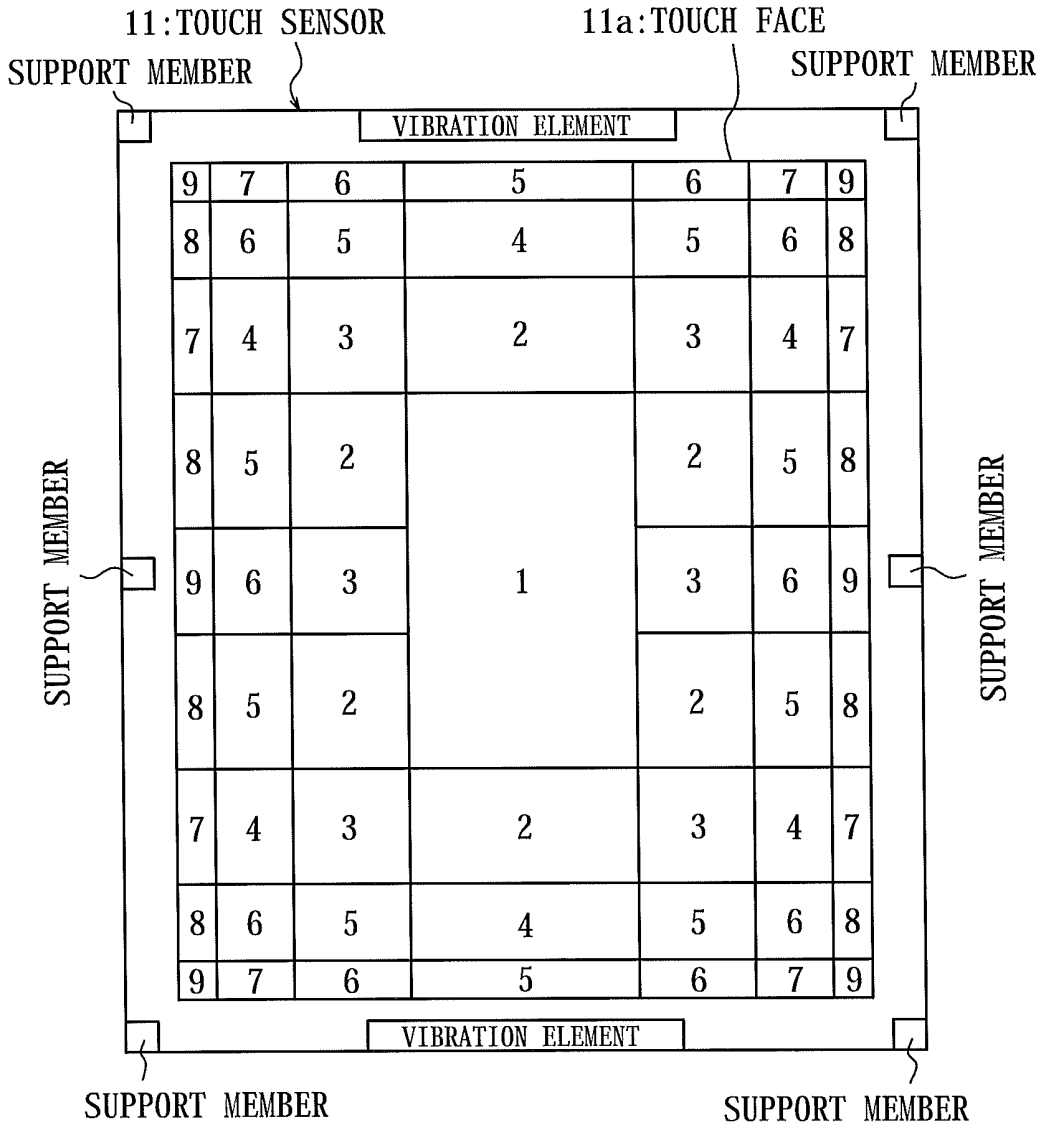 11:TOUCH SENSOR 11a:TOUCH FACE
SUPPORT MEMBER SUPPORT MEMBER
VIBRATION ELEMENT
9 7 6 5 6 7 9
8 6 5 4 5 6 8
7 4 3 2 3 4 7
8 5 2 2 5 8
SUPPORT MEMBER
9 6 3 1 3 6 9
SUPPORT MEMBER
8 5 2 2 5 8
7 4 3 2 3 4 7
8 6 5 4 5 6 8
9 7 6 5 6 7 9
VIBRATION ELEMENT
SUPPORT MEMBER SUPPORT MEMBER